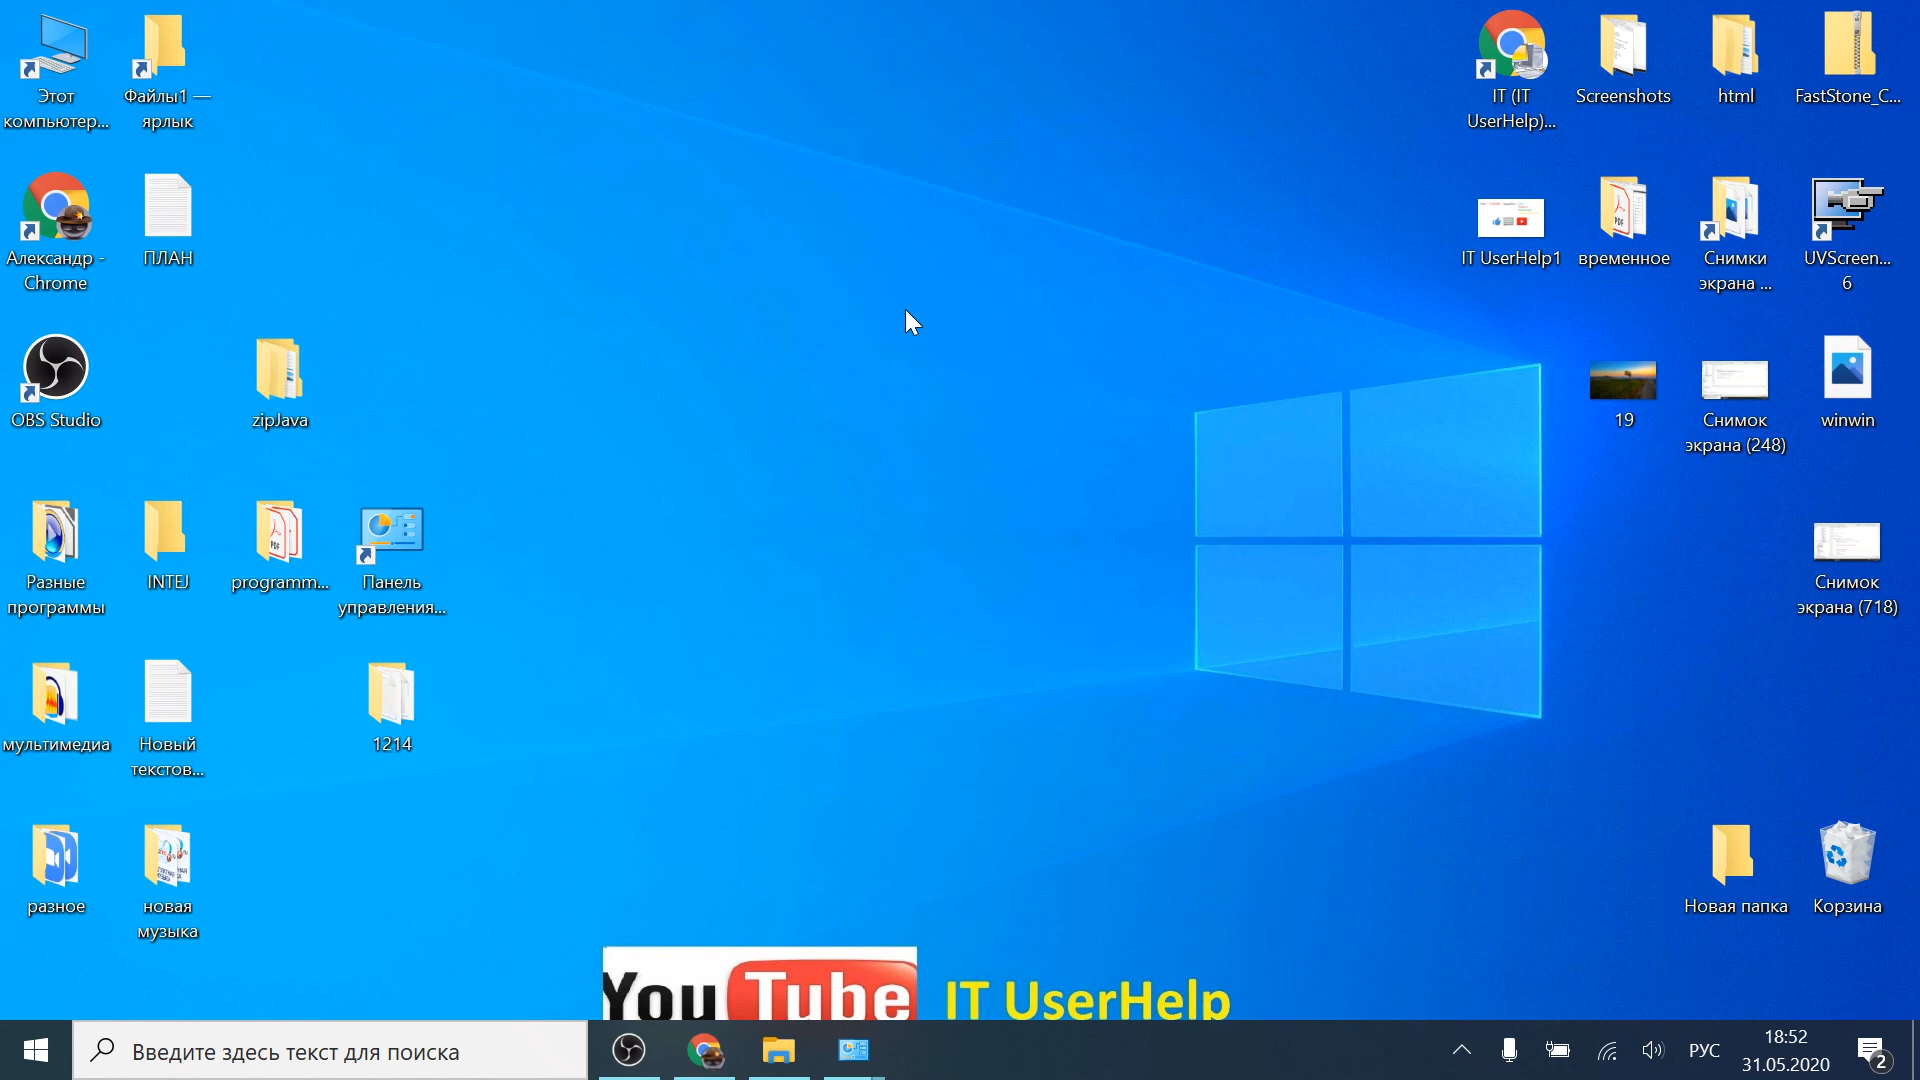 Этот
компьютер...
Файлы1 —
ярлык
IT (IT
UserHelp)...
Screenshots
html
FastStone_C...
Александр -
Chrome
ПЛАН
IT UserHelp1
временное
Снимки
экрана ...
UVScreen...
6
OBS Studio
zipJava
19
Снимок
экрана (248)
winwin
Разные
программы
INTEJ
programm...
Панель
управления...
Снимок
экрана (718)
мультимедиа
Новый
текстов...
1214
разное
новая
музыка
Новая папка
Корзина
YouTube
IT UserHelp
Введите здесь текст для поиска
РУС
18:52
31.05.2020
2